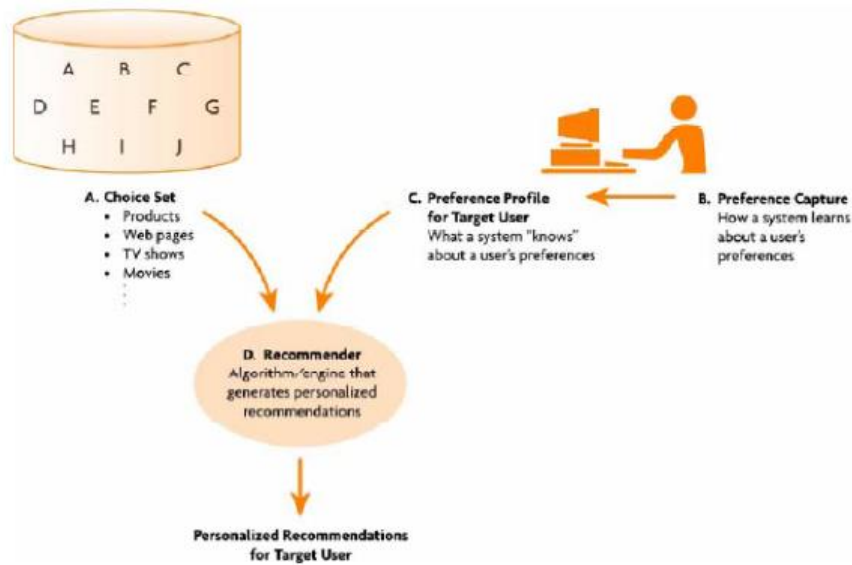 A B C
D E F G
H I J
A. Choice Set
• Products
• Web pages
• TV shows
• Movies
C. Preference Profile
for Target User
What a system "knows"
about a user's preferences
B. Preference Capture
How a system learns
about a user's
preferences
D. Recommender
Algorithm/engine that
generates personalized
recommendations
Personalized Recommendations
for Target User